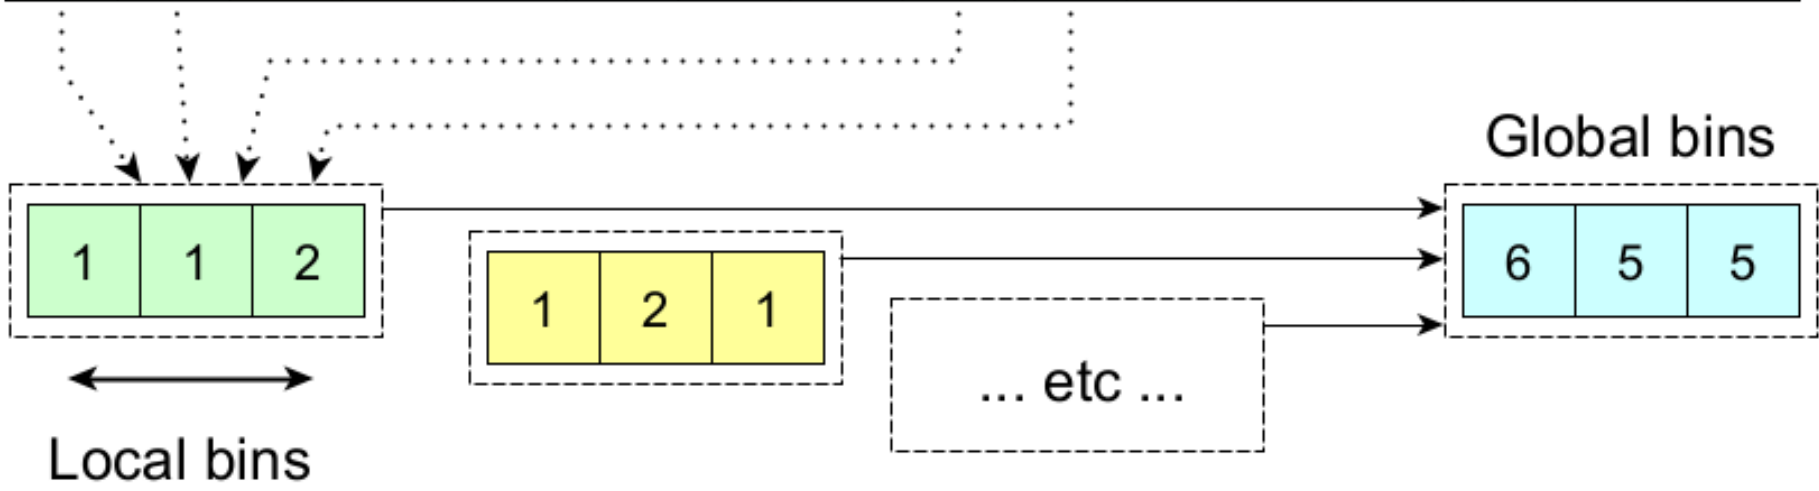 Global bins
1 1 2
6 5 5
1 2 1
... etc ...
Local bins